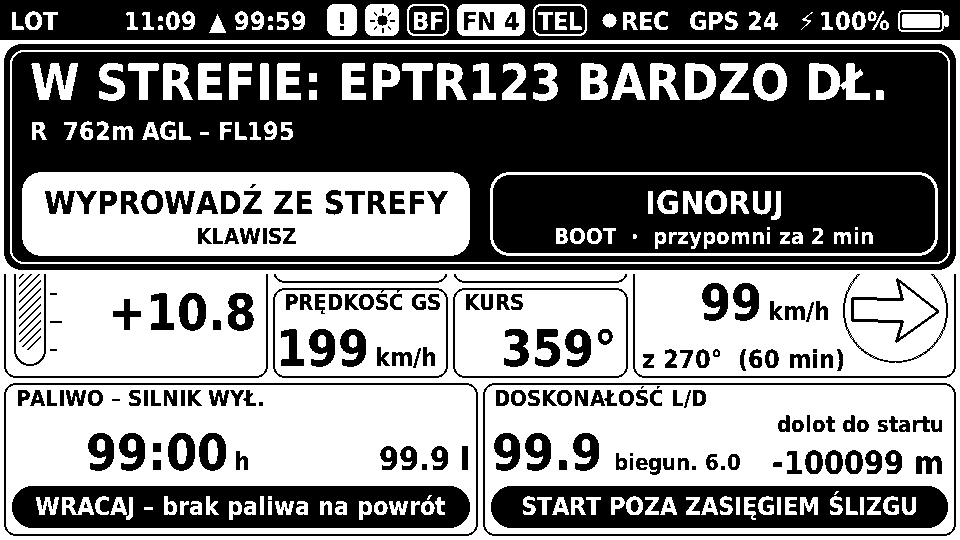 LOT 11:09 ▲ 99:59 ! ☀ BF FN 4 TEL ●REC GPS 24 ⚡100%
W STREFIE: EPTR123 BARDZO DŁ.
R 762m AGL – FL195
WYPROWADŹ ZE STREFY
KLAWISZ
IGNORUJ
BOOT · przypomni za 2 min
+10.8
PRĘDKOŚĆ GS
199 km/h
KURS
359°
99 km/h
z 270° (60 min)
PALIWO – SILNIK WYŁ.
99:00 h 99.9 l
WRACAJ – brak paliwa na powrót
DOSKONAŁOŚĆ L/D
dolot do startu
99.9 biegun. 6.0 -100099 m
START POZA ZASIĘGIEM ŚLIZGU